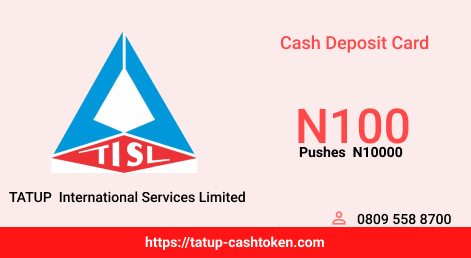 Cash Deposit Card
N100
Pushes N10000
TISL
TATUP International Services Limited
0809 558 8700
https://tatup-cashtoken.com